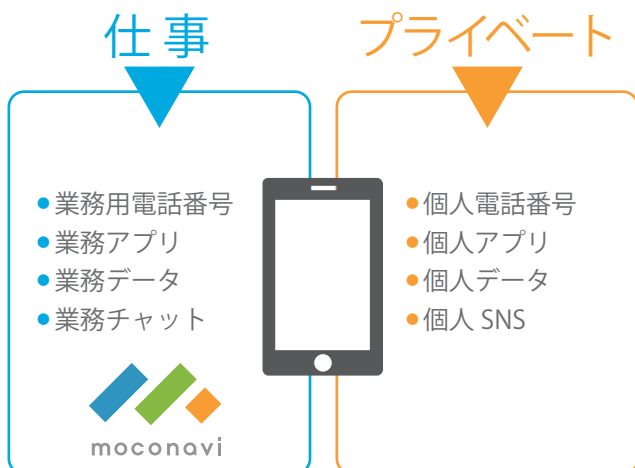 仕事
プライベート
●業務用電話番号
●業務アプリ
●業務データ
●業務チャット
moconavi
●個人電話番号
●個人アプリ
●個人データ
●個人 SNS